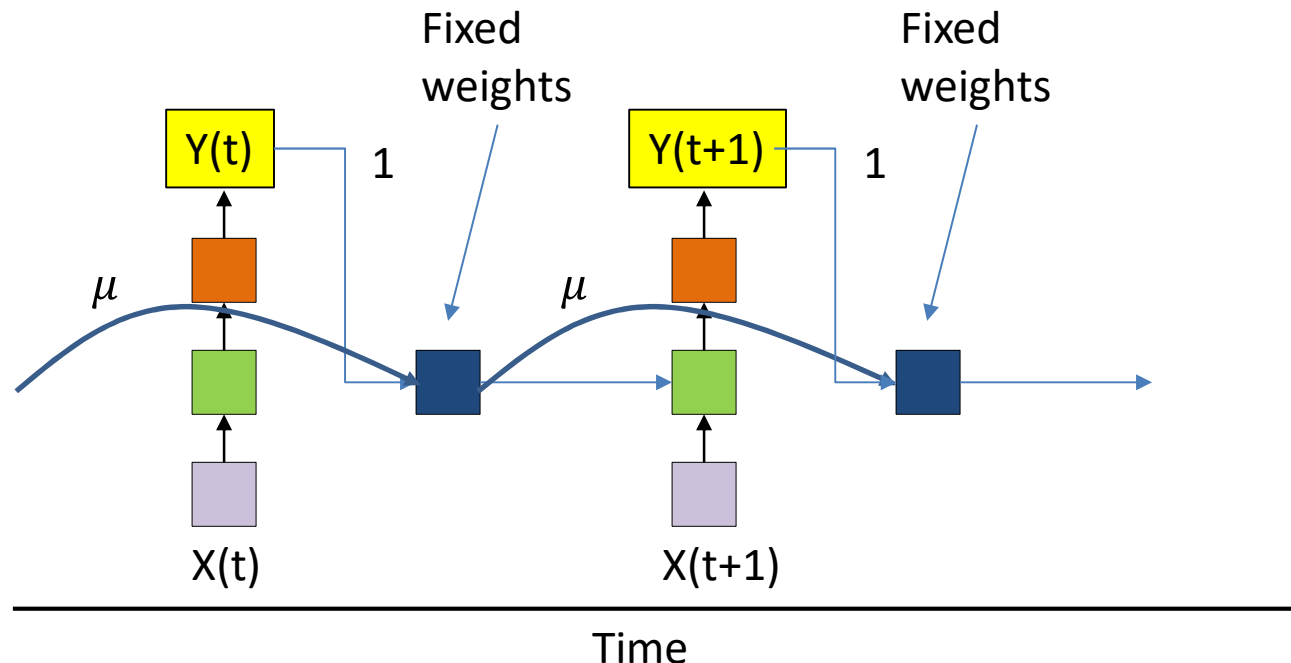 Fixed
weights
Fixed
weights
Y(t)
1
Y(t+1)
1
μ
μ
X(t)
X(t+1)
Time